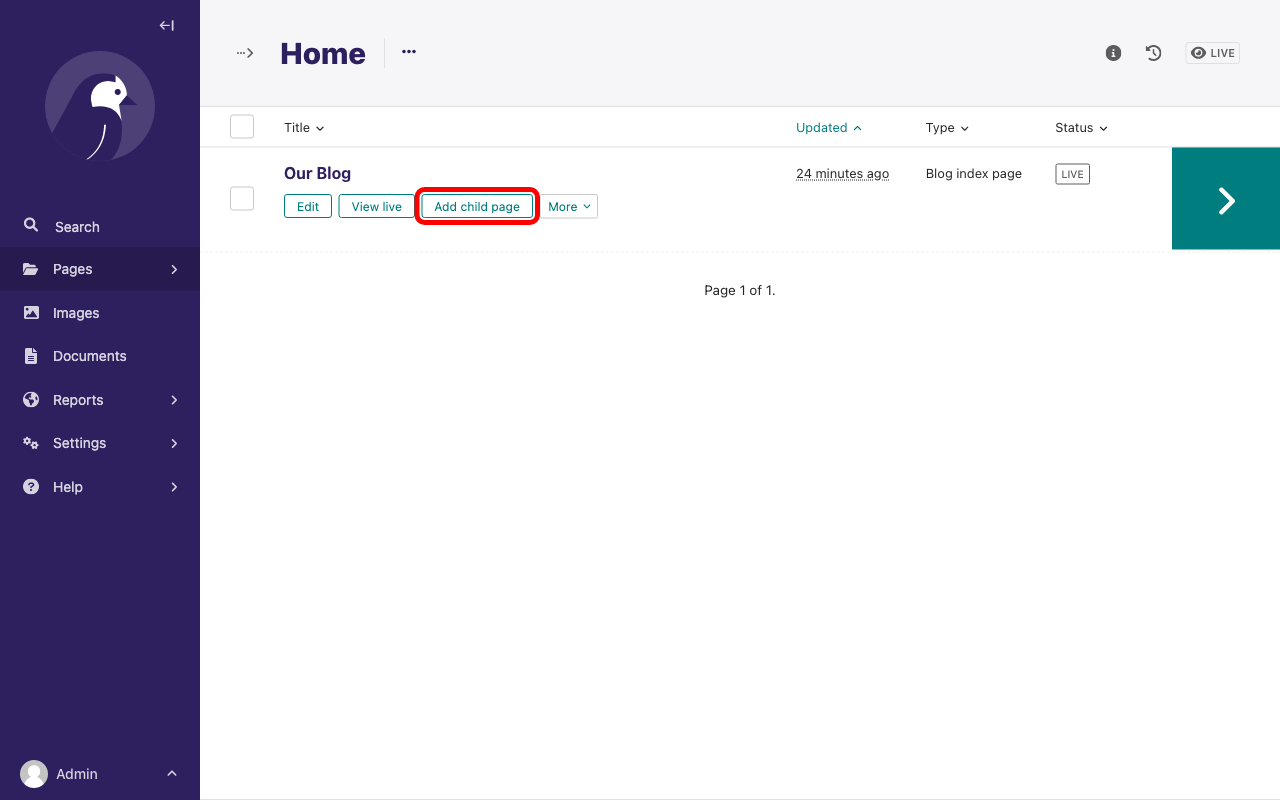 Home
LIVE
Search
Pages
Images
Documents
Reports
Settings
Help
Admin
Title Updated Type Status
Our Blog 24 minutes ago Blog index page LIVE
Edit View live Add child page More
Page 1 of 1.